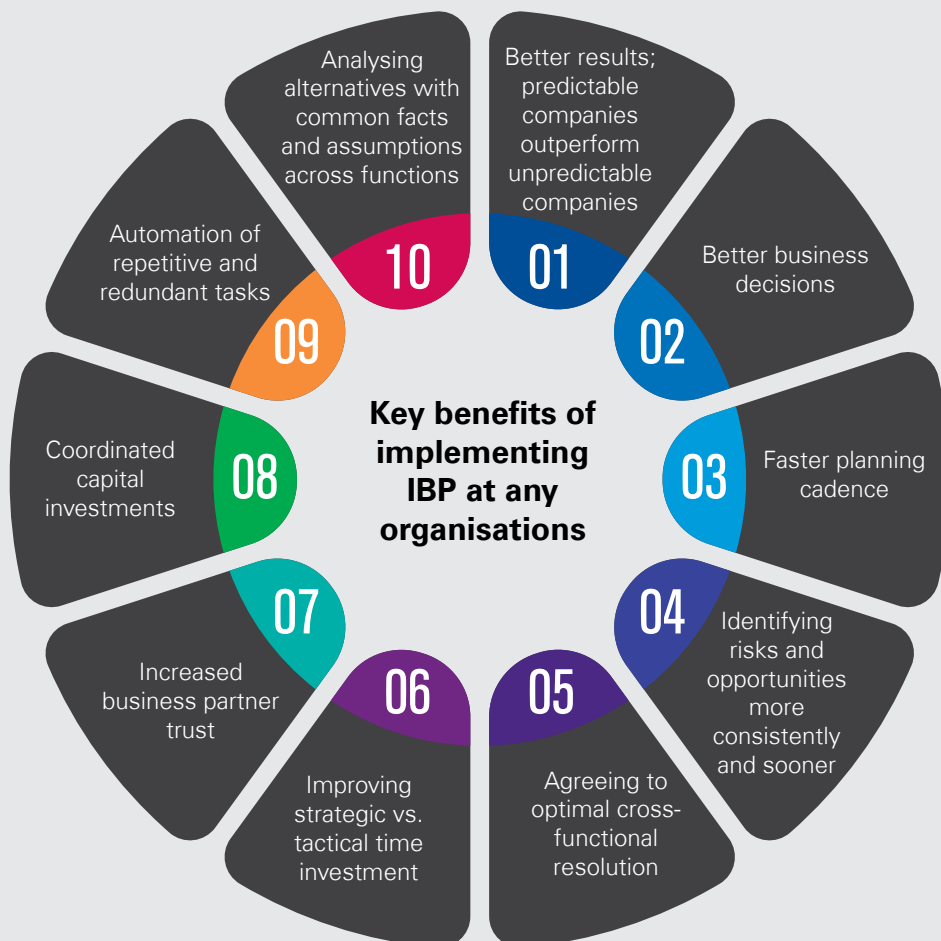 Key benefits of
implementing
IBP at any
organisations
01
Better results;
predictable
companies
outperform
unpredictable
companies
02
Better business
decisions
03
Faster planning
cadence
04
Identifying
risks and
opportunities
more
consistently
and sooner
05
Agreeing to
optimal cross-
functional
resolution
06
Improving
strategic vs.
tactical time
investment
07
Increased
business partner
trust
08
Coordinated
capital
investments
09
Automation of
repetitive and
redundant tasks
10
Analysing
alternatives with
common facts
and assumptions
across functions